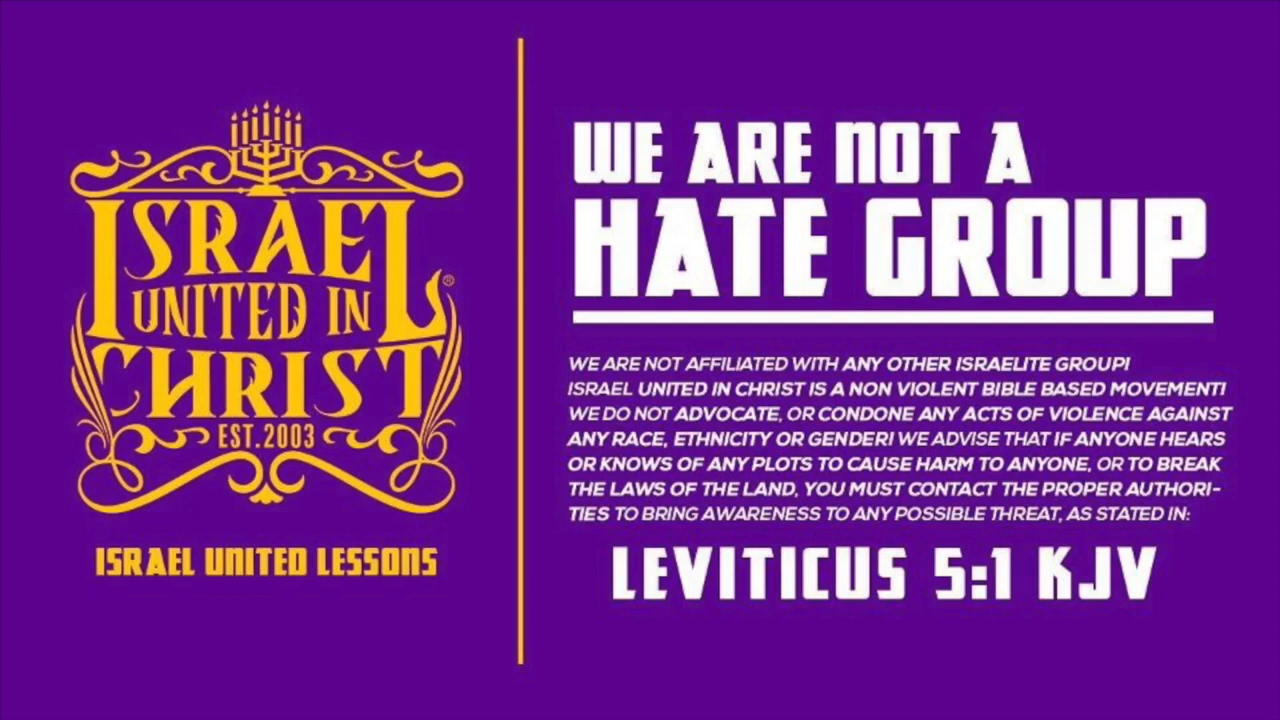 ISRAEL
UNITED IN
CHRIST
EST.2003
ISRAEL UNITED LESSONS
WE ARE NOT A
HATE GROUP
WE ARE NOT AFFILIATED WITH ANY OTHER ISRAELITE GROUP!
ISRAEL UNITED IN CHRIST IS A NON VIOLENT BIBLE BASED MOVEMENT!
WE DO NOT ADVOCATE, OR CONDONE ANY ACTS OF VIOLENCE AGAINST
ANY RACE, ETHNICITY OR GENDER! WE ADVISE THAT IF ANYONE HEARS
OR KNOWS OF ANY PLOTS TO CAUSE HARM TO ANYONE, OR TO BREAK
THE LAWS OF THE LAND, YOU MUST CONTACT THE PROPER AUTHORI-
TIES TO BRING AWARENESS TO ANY POSSIBLE THREAT, AS STATED IN:
LEVITICUS 5:1 KJV